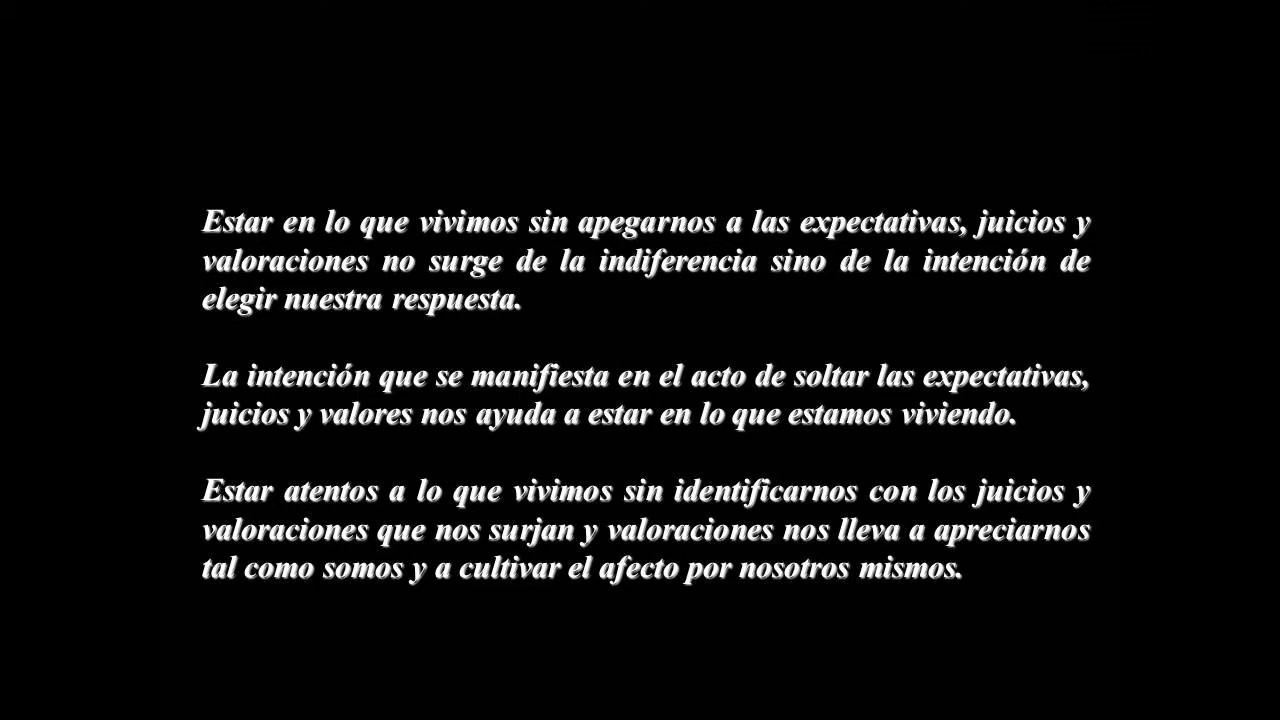 Estar en lo que vivimos sin apegarnos a las expectativas, juicios y
valoraciones no surge de la indiferencia sino de la intención de
elegir nuestra respuesta.
La intención que se manifiesta en el acto de soltar las expectativas,
juicios y valores nos ayuda a estar en lo que estamos viviendo.
Estar atentos a lo que vivimos sin identificarnos con los juicios y
valoraciones que nos surjan y valoraciones nos lleva a apreciarnos
tal como somos y a cultivar el afecto por nosotros mismos.